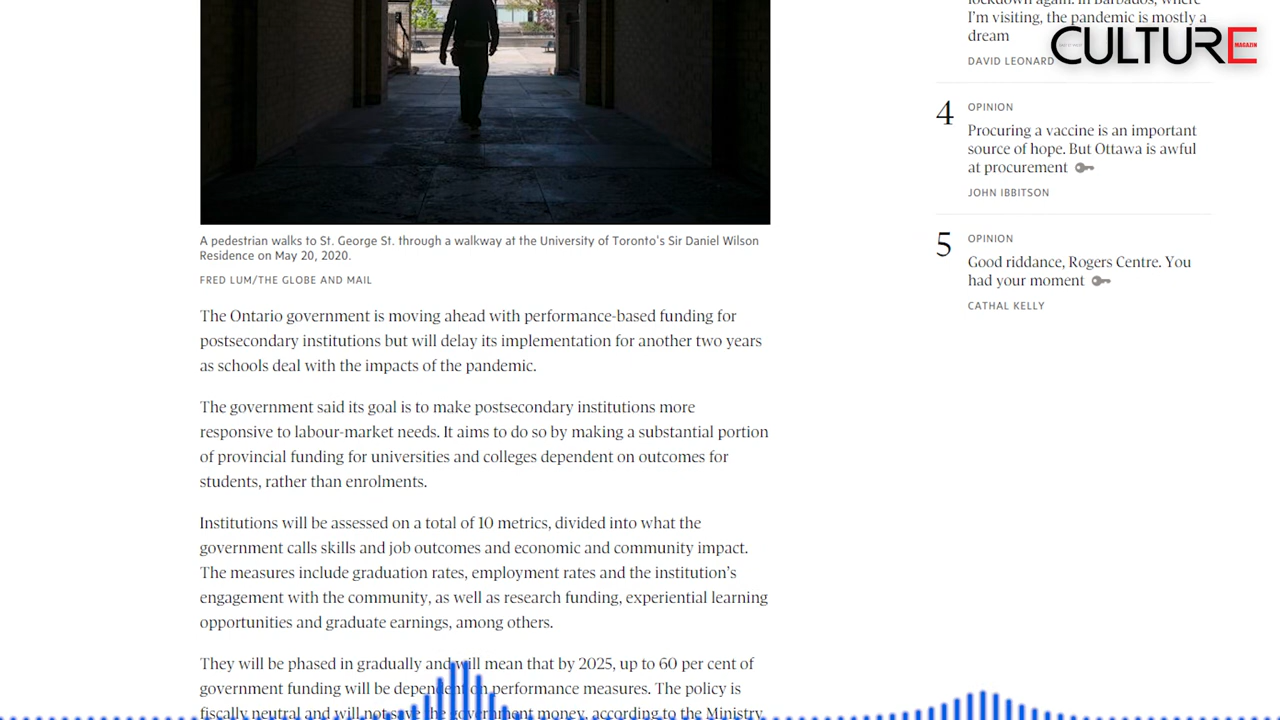 A pedestrian walks to St. George St. through a walkway at the University of Toronto's Sir Daniel Wilson
Residence on May 20, 2020.
FRED LUM/THE GLOBE AND MAIL
The Ontario government is moving ahead with performance-based funding for
postsecondary institutions but will delay its implementation for another two years
as schools deal with the impacts of the pandemic.
The government said its goal is to make postsecondary institutions more
responsive to labour-market needs. It aims to do so by making a substantial portion
of provincial funding for universities and colleges dependent on outcomes for
students, rather than enrolments.
Institutions will be assessed on a total of 10 metrics, divided into what the
government calls skills and job outcomes and economic and community impact.
The measures include graduation rates, employment rates and the institution's
engagement with the community, as well as research funding, experiential learning
opportunities and graduate earnings, among others.
They will be phased in gradually and will mean that by 2025, up to 60 per cent of
government funding will be dependent on performance measures. The policy is
fiscally neutral and will not save the government money, according to the Ministry
lockdown again. In Barbados, where
I'm visiting, the pandemic is mostly a
dream
DAVID LEONARD
CULTURE
MAGAZIN
4
OPINION
Procuring a vaccine is an important
source of hope. But Ottawa is awful
at procurement
JOHN IBBITSON
5
OPINION
Good riddance, Rogers Centre. You
had your moment
CATHAL KELLY